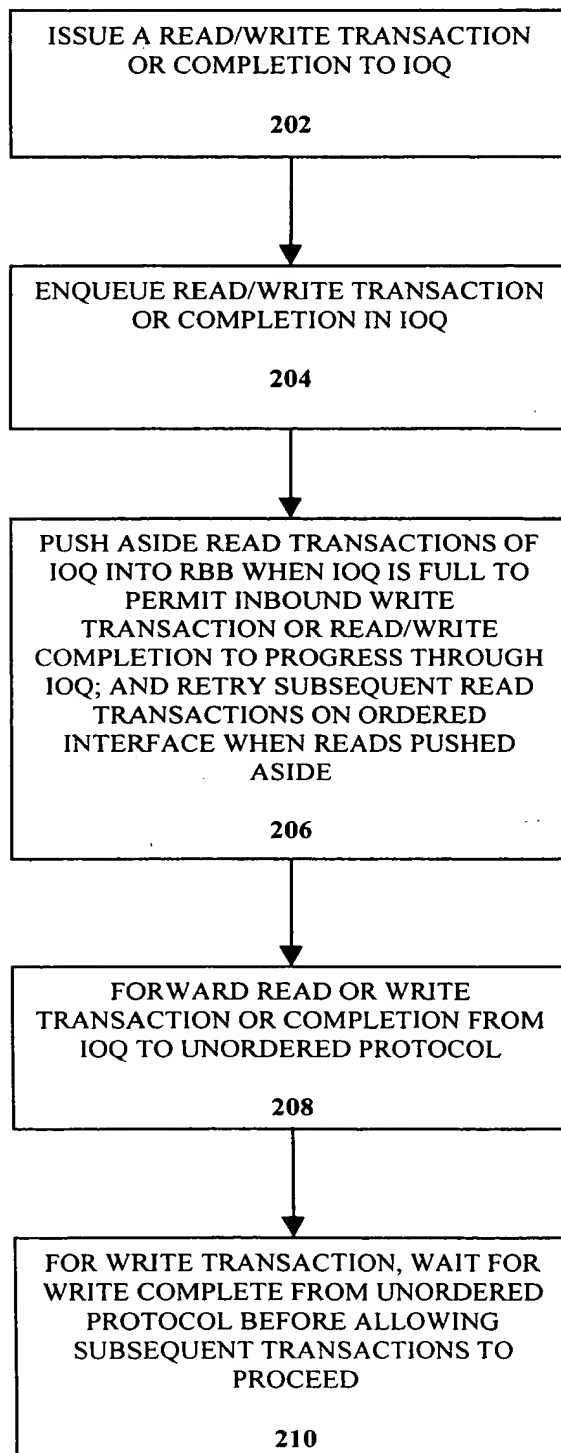 ISSUE A READ/WRITE TRANSACTION
OR COMPLETION TO IOQ
202
ENQUEUE READ/WRITE TRANSACTION
OR COMPLETION IN IOQ
204
PUSH ASIDE READ TRANSACTIONS OF
IOQ INTO RBB WHEN IOQ IS FULL TO
PERMIT INBOUND WRITE
TRANSACTION OR READ/WRITE
COMPLETION TO PROGRESS THROUGH
IOQ; AND RETRY SUBSEQUENT READ
TRANSACTIONS ON ORDERED
INTERFACE WHEN READS PUSHED
ASIDE
206
FORWARD READ OR WRITE
TRANSACTION OR COMPLETION FROM
IOQ TO UNORDERED PROTOCOL
208
FOR WRITE TRANSACTION, WAIT FOR
WRITE COMPLETE FROM UNORDERED
PROTOCOL BEFORE ALLOWING
SUBSEQUENT TRANSACTIONS TO
PROCEED
210